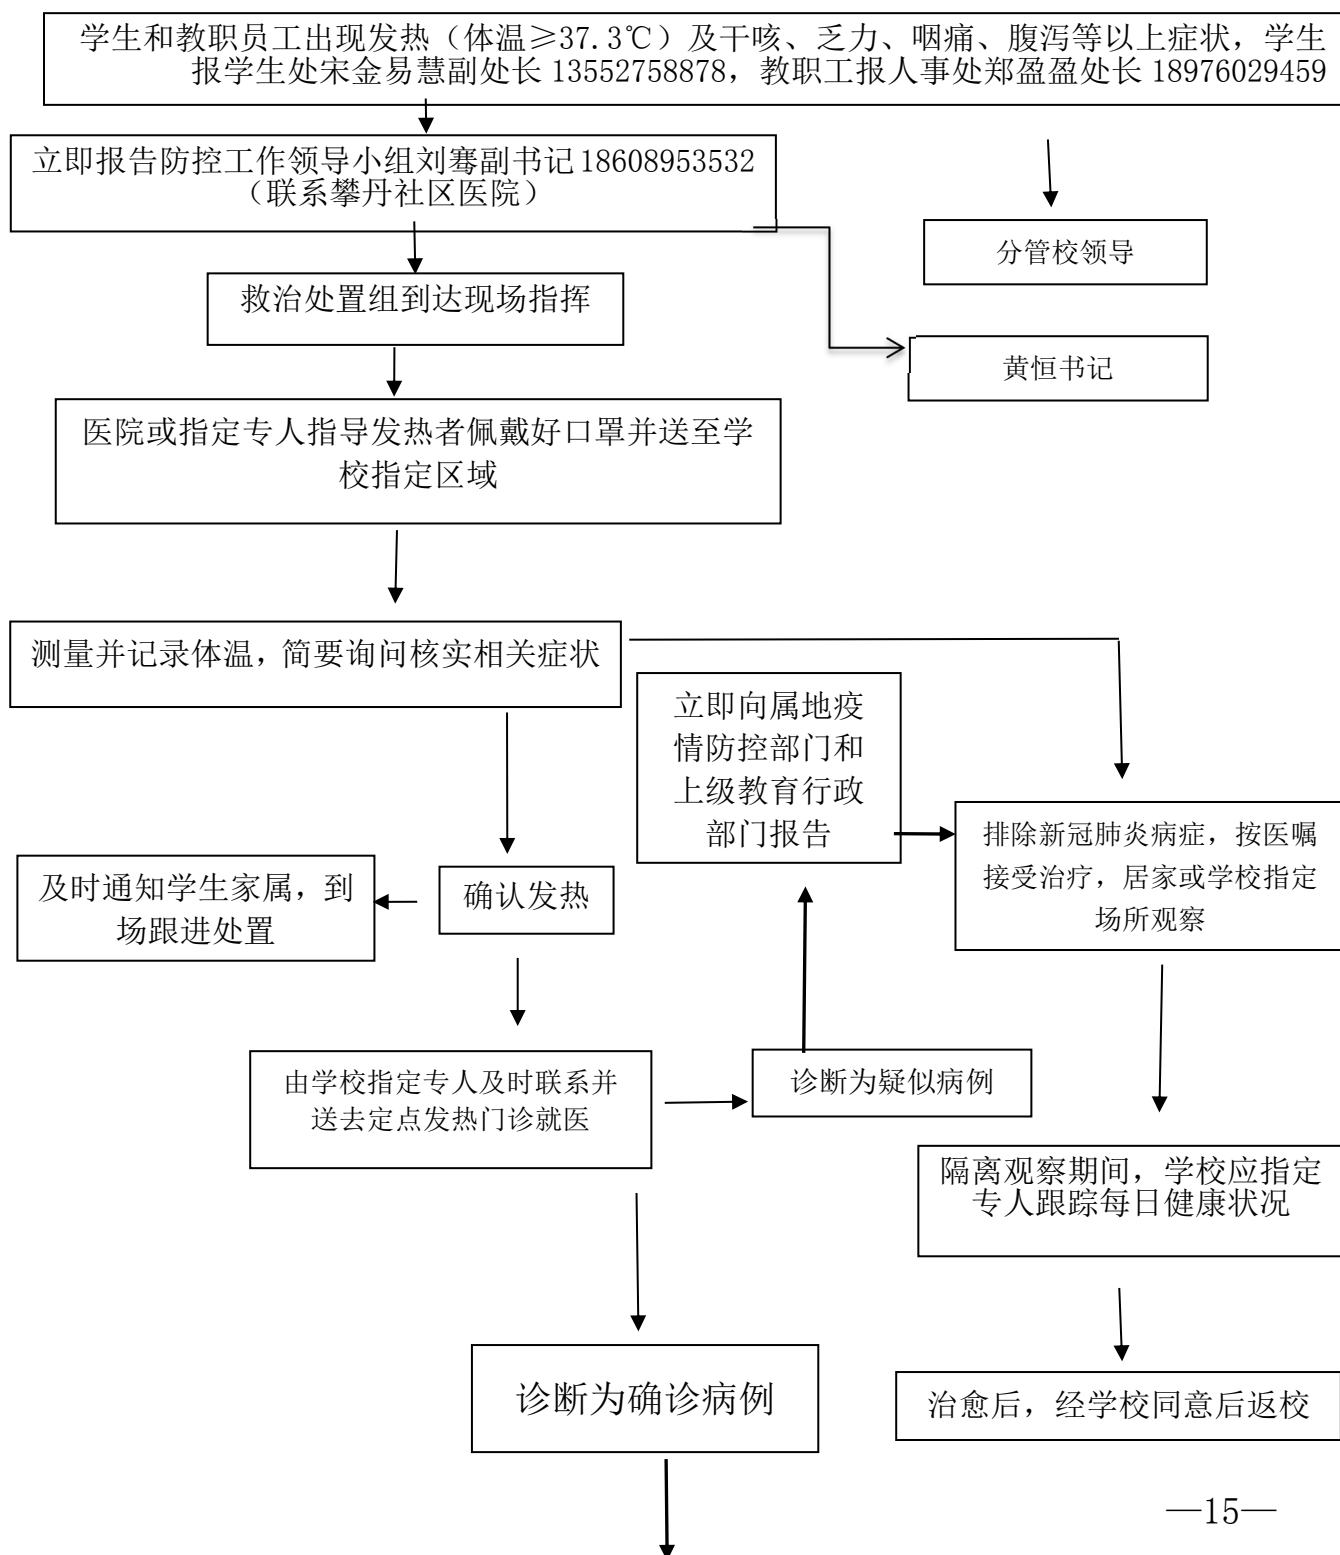 学生和教职员工出现发热（体温≥37.3℃）及干咳、乏力、咽痛、腹泻等以上症状，学生
报学生处宋金易慧副处长 13552758878，教职工报人事处郑盈盈处长 18976029459
立即报告防控工作领导小组刘骞副书记 18608953532
（联系攀丹社区医院）
分管校领导
救治处置组到达现场指挥
黄恒书记
医院或指定专人指导发热者佩戴好口罩并送至学
校指定区域
测量并记录体温，简要询问核实相关症状
立即向属地疫
情防控部门和
上级教育行政
部门报告
排除新冠肺炎病症，按医嘱
接受治疗，居家或学校指定
场所观察
及时通知学生家属，到
场跟进处置
确认发热
由学校指定专人及时联系并
送去定点发热门诊就医
诊断为疑似病例
隔离观察期间，学校应指定
专人跟踪每日健康状况
诊断为确诊病例
治愈后，经学校同意后返校
—15—